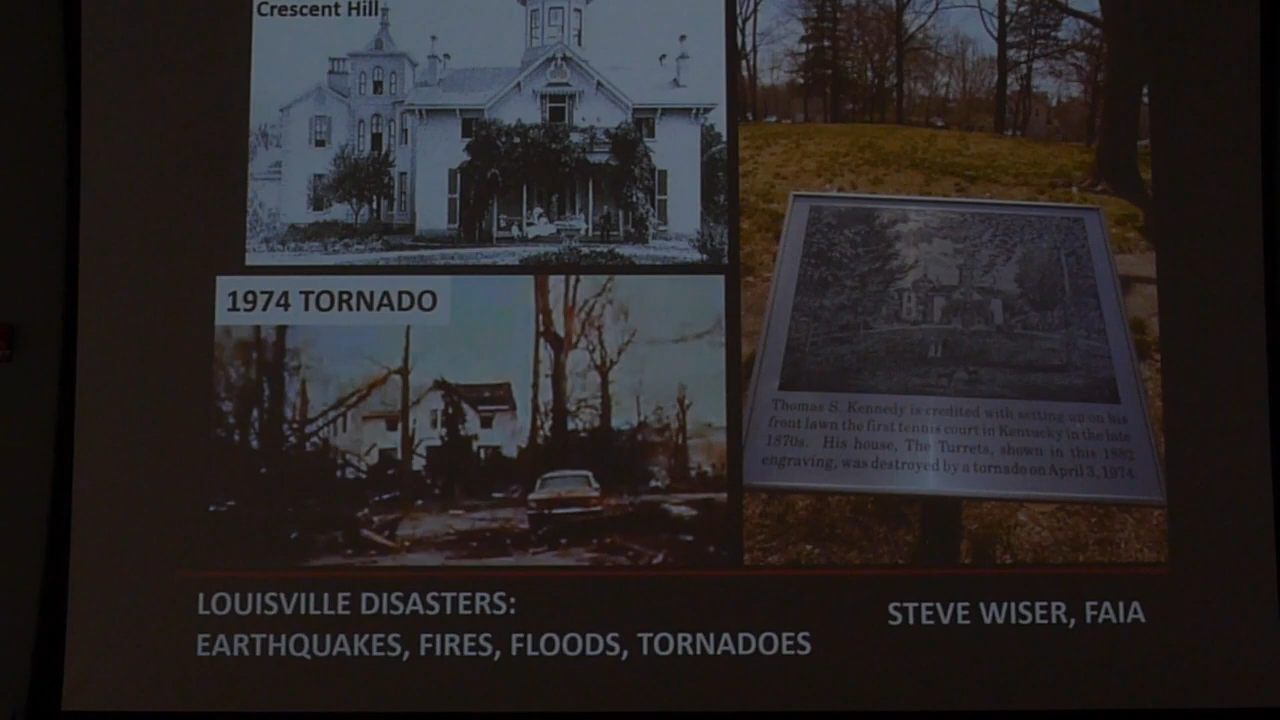 Crescent Hill
1974 TORNADO
Thomas S. Kennedy is credited with setting up on his
front lawn the first tennis court in Kentucky in the late
1870s. His house, The Turrets, shown in this 1882
engraving, was destroyed by a tornado on April 3, 1974.
LOUISVILLE DISASTERS:
EARTHQUAKES, FIRES, FLOODS, TORNADOES
STEVE WISER, FAIA